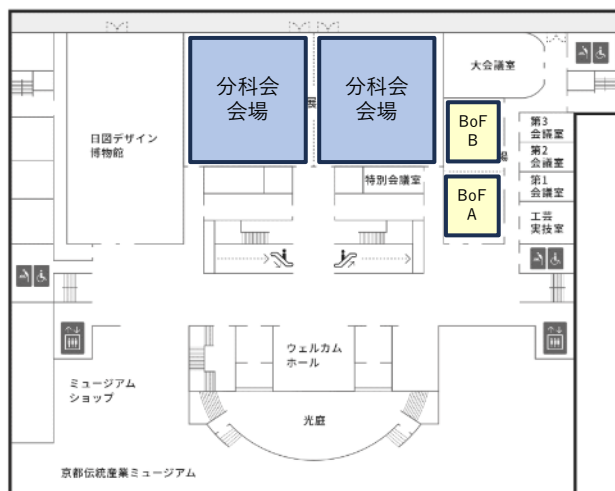 分科会
会場
分科会
会場
展
大会議室
日図デザイン
博物館
BoF
B
場
第3
会議室
第2
会議室
特別会議室
第1
会議室
BoF
A
工芸
実技室
ウェルカム
ホール
ミュージアム
ショップ
光庭
京都伝統産業ミュージアム